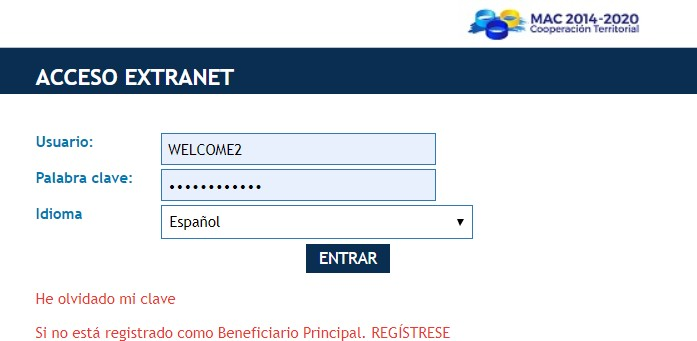 MAC 2014-2020
Cooperación Territorial
ACCESO EXTRANET
Usuario:
WELCOME2
Palabra clave:
••••••••••••
Idioma
Español
ENTRAR
He olvidado mi clave
Si no está registrado como Beneficiario Principal. REGÍSTRESE